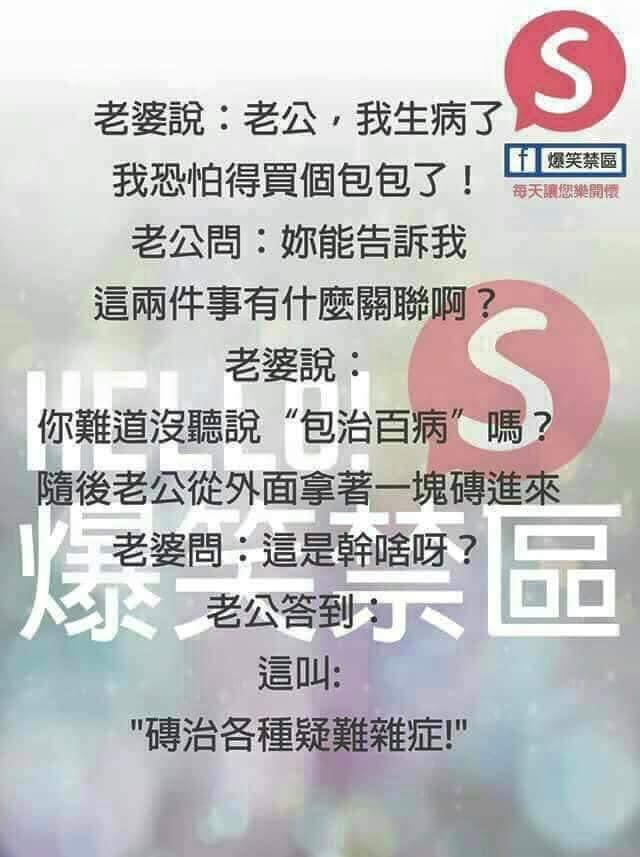 S
f 爆笑禁區
每天讓您樂開懷
老婆說：老公，我生病了
我恐怕得買個包包了！
老公問：妳能告訴我
這兩件事有什麼關聯啊？
老婆說：
你難道沒聽說“包治百病”嗎？
隨後老公從外面拿著一塊磚進來
老婆問：這是幹啥呀？
老公答到：
這叫:
"磚治各種疑難雜症!"
S
HELLO!
爆笑禁區